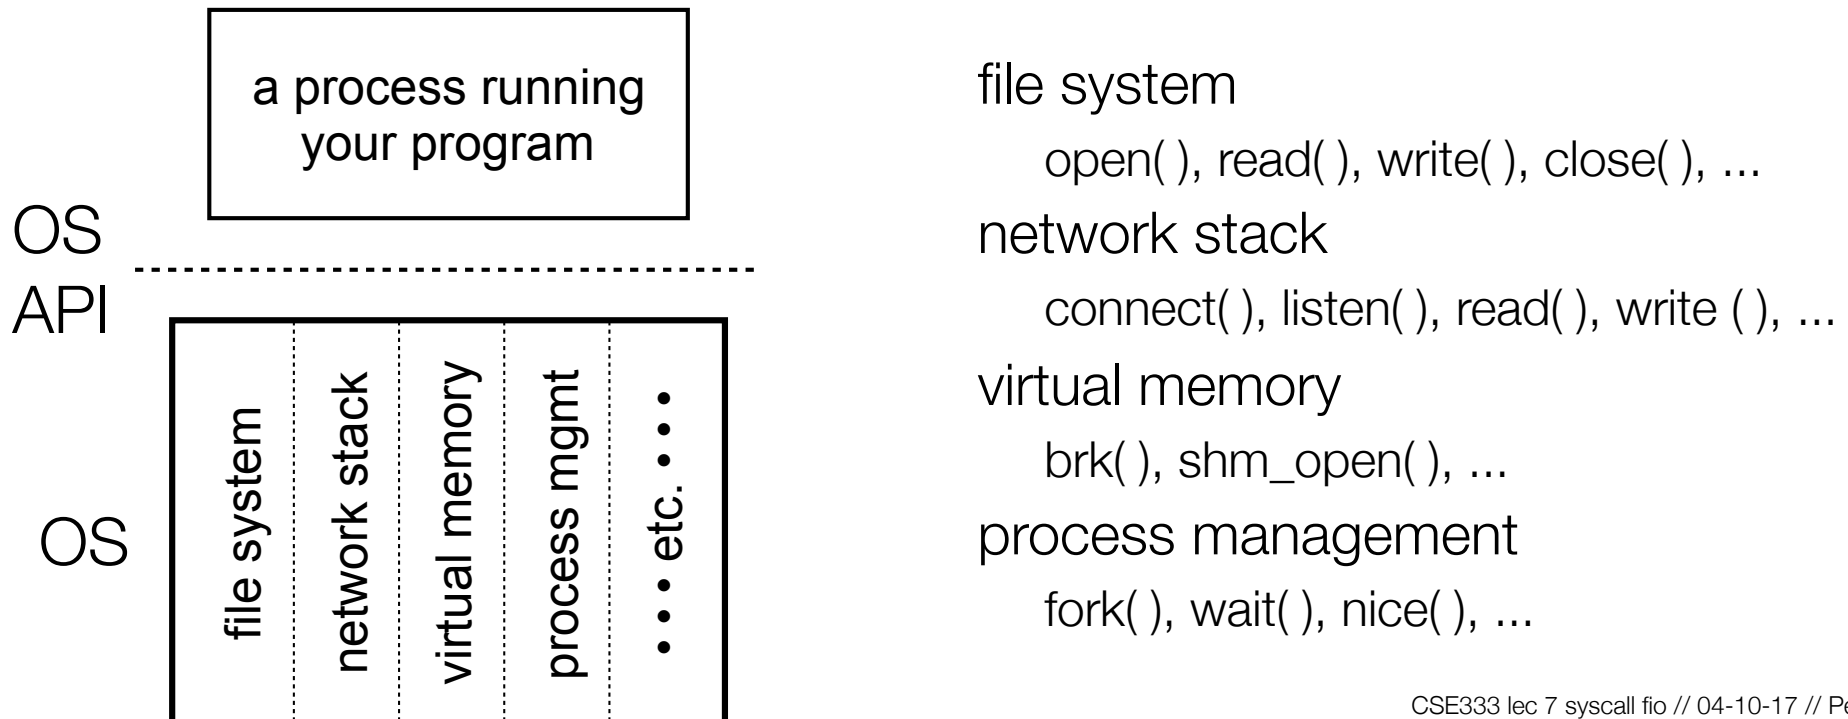 a process running
your program
OS
API
OS
file system
network stack
virtual memory
process mgmt
• • • etc. • • •
file system
open( ), read( ), write( ), close( ), ...
network stack
connect( ), listen( ), read( ), write ( ), ...
virtual memory
brk( ), shm_open( ), ...
process management
fork( ), wait( ), nice( ), ...
CSE333 lec 7 syscall fio // 04-10-17 //